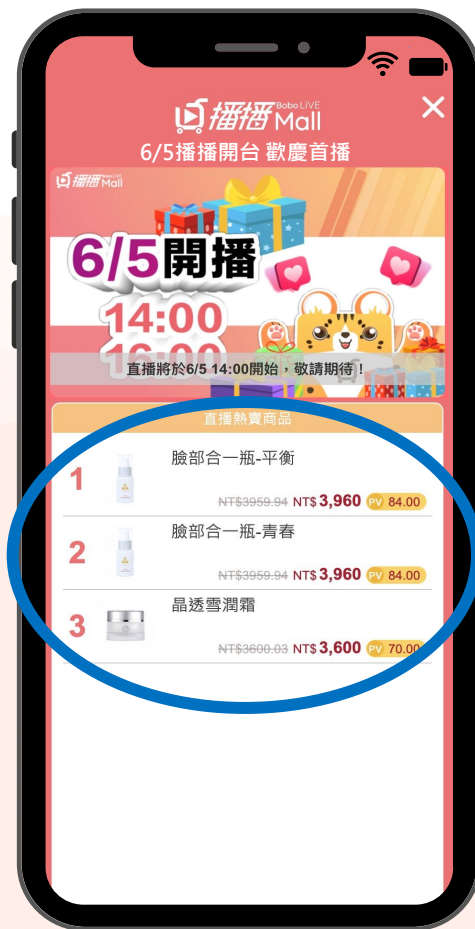 播播 BoboLIVE Mall
6/5播播開台 歡慶首播
播播 BoboLIVE Mall
6/5開播
14:00
16:00
直播將於6/5 14:00開始，敬請期待！
直播熱賣商品
1 臉部合一瓶-平衡
NT$3959.94 NT$ 3,960 PV 84.00
2 臉部合一瓶-青春
NT$3959.94 NT$ 3,960 PV 84.00
3 晶透雪潤霜
NT$3600.03 NT$ 3,600 PV 70.00